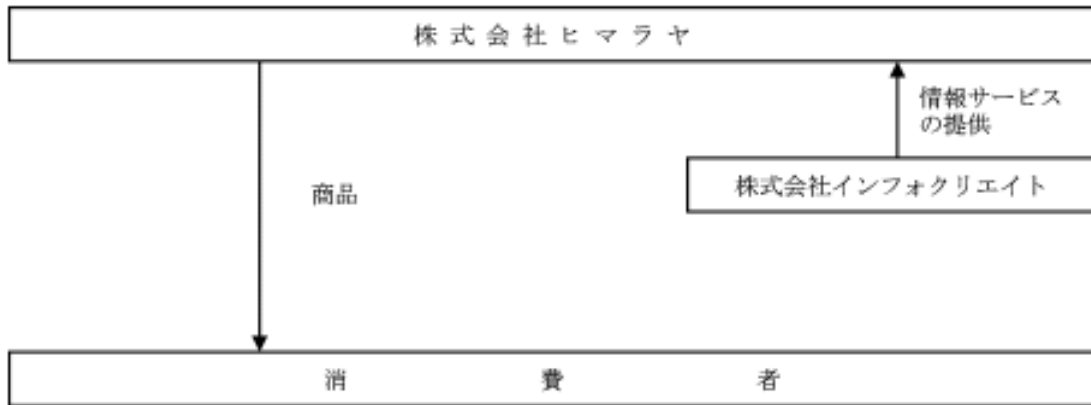 株式会社ヒマラヤ
情報サービス
の提供
株式会社インフォクリエイト
商品
消費者